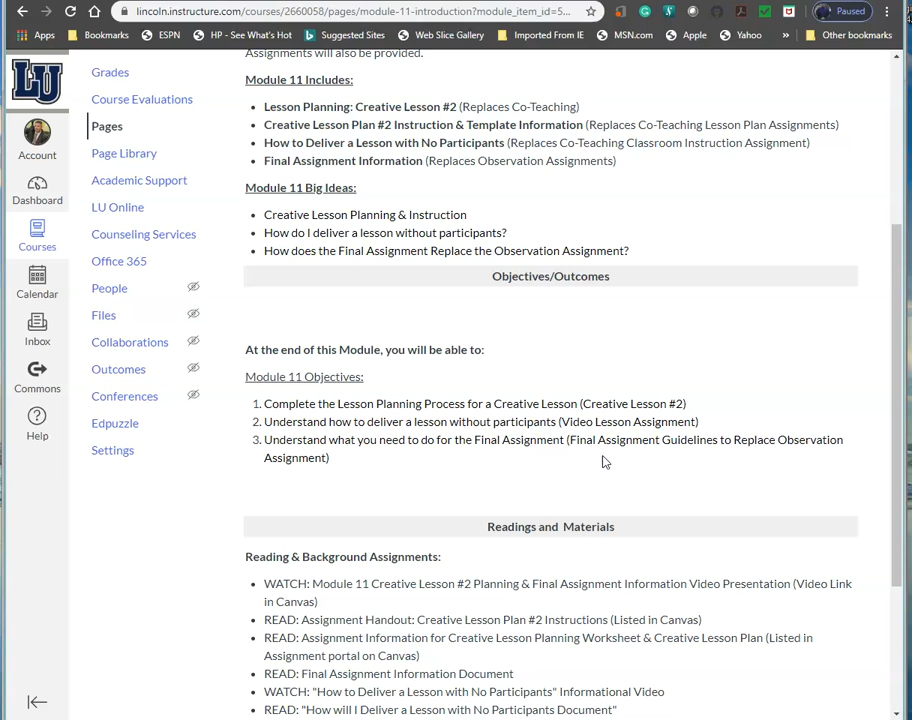 lincoln.instructure.com/courses/2660058/pages/module-11-introduction?module_item_id=5...
Paused
Apps
Bookmarks
ESPN
HP - See What's Hot
Suggested Sites
Web Slice Gallery
Imported From IE
MSN.com
Apple
Yahoo
»
Other bookmarks
LU
Account
Dashboard
Courses
Calendar
Inbox
Commons
Help
Grades
Course Evaluations
Pages
Page Library
Academic Support
LU Online
Counseling Services
Office 365
People
Files
Collaborations
Outcomes
Conferences
Edpuzzle
Settings
Assignments will also be provided.
Module 11 Includes:
• Lesson Planning: Creative Lesson #2 (Replaces Co-Teaching)
• Creative Lesson Plan #2 Instruction & Template Information (Replaces Co-Teaching Lesson Plan Assignments)
• How to Deliver a Lesson with No Participants (Replaces Co-Teaching Classroom Instruction Assignment)
• Final Assignment Information (Replaces Observation Assignments)
Module 11 Big Ideas:
• Creative Lesson Planning & Instruction
• How do I deliver a lesson without participants?
• How does the Final Assignment Replace the Observation Assignment?
Objectives/Outcomes
At the end of this Module, you will be able to:
Module 11 Objectives:
1. Complete the Lesson Planning Process for a Creative Lesson (Creative Lesson #2)
2. Understand how to deliver a lesson without participants (Video Lesson Assignment)
3. Understand what you need to do for the Final Assignment (Final Assignment Guidelines to Replace Observation
Assignment)
Readings and Materials
Reading & Background Assignments:
• WATCH: Module 11 Creative Lesson #2 Planning & Final Assignment Information Video Presentation (Video Link
in Canvas)
• READ: Assignment Handout: Creative Lesson Plan #2 Instructions (Listed in Canvas)
• READ: Assignment Information for Creative Lesson Planning Worksheet & Creative Lesson Plan (Listed in
Assignment portal on Canvas)
• READ: Final Assignment Information Document
• WATCH: "How to Deliver a Lesson with No Participants" Informational Video
• READ: "How will I Deliver a Lesson with No Participants Document"